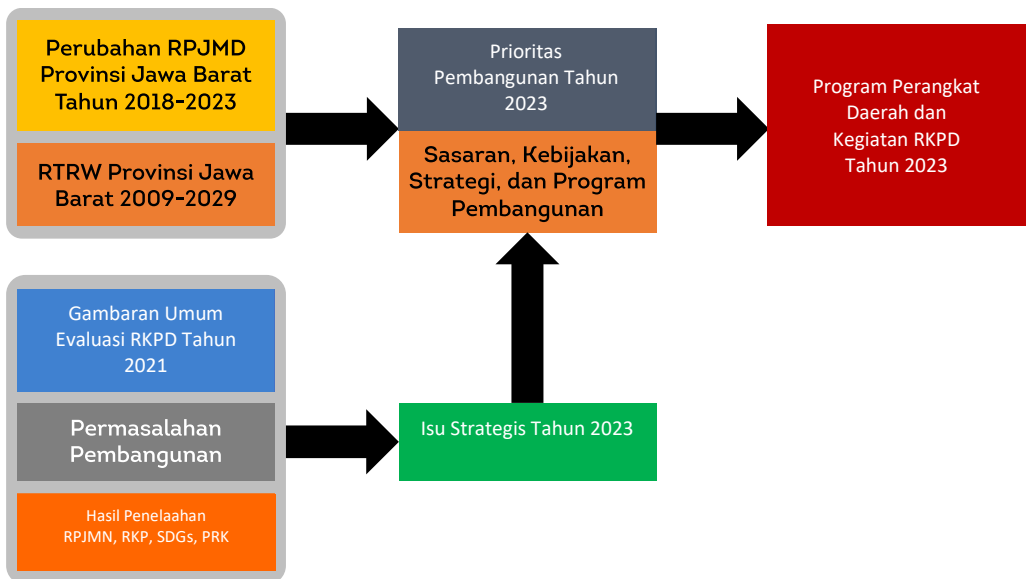 Perubahan RPJMD
Provinsi Jawa Barat
Tahun 2018-2023
RTRW Provinsi Jawa
Barat 2009-2029
Prioritas
Pembangunan Tahun
2023
Sasaran, Kebijakan,
Strategi, dan Program
Pembangunan
Program Perangkat
Daerah dan
Kegiatan RKPD
Tahun 2023
Gambaran Umum
Evaluasi RKPD Tahun
2021
Permasalahan
Pembangunan
Hasil Penelaahan
RPJMN, RKP, SDGs, PRK
Isu Strategis Tahun 2023